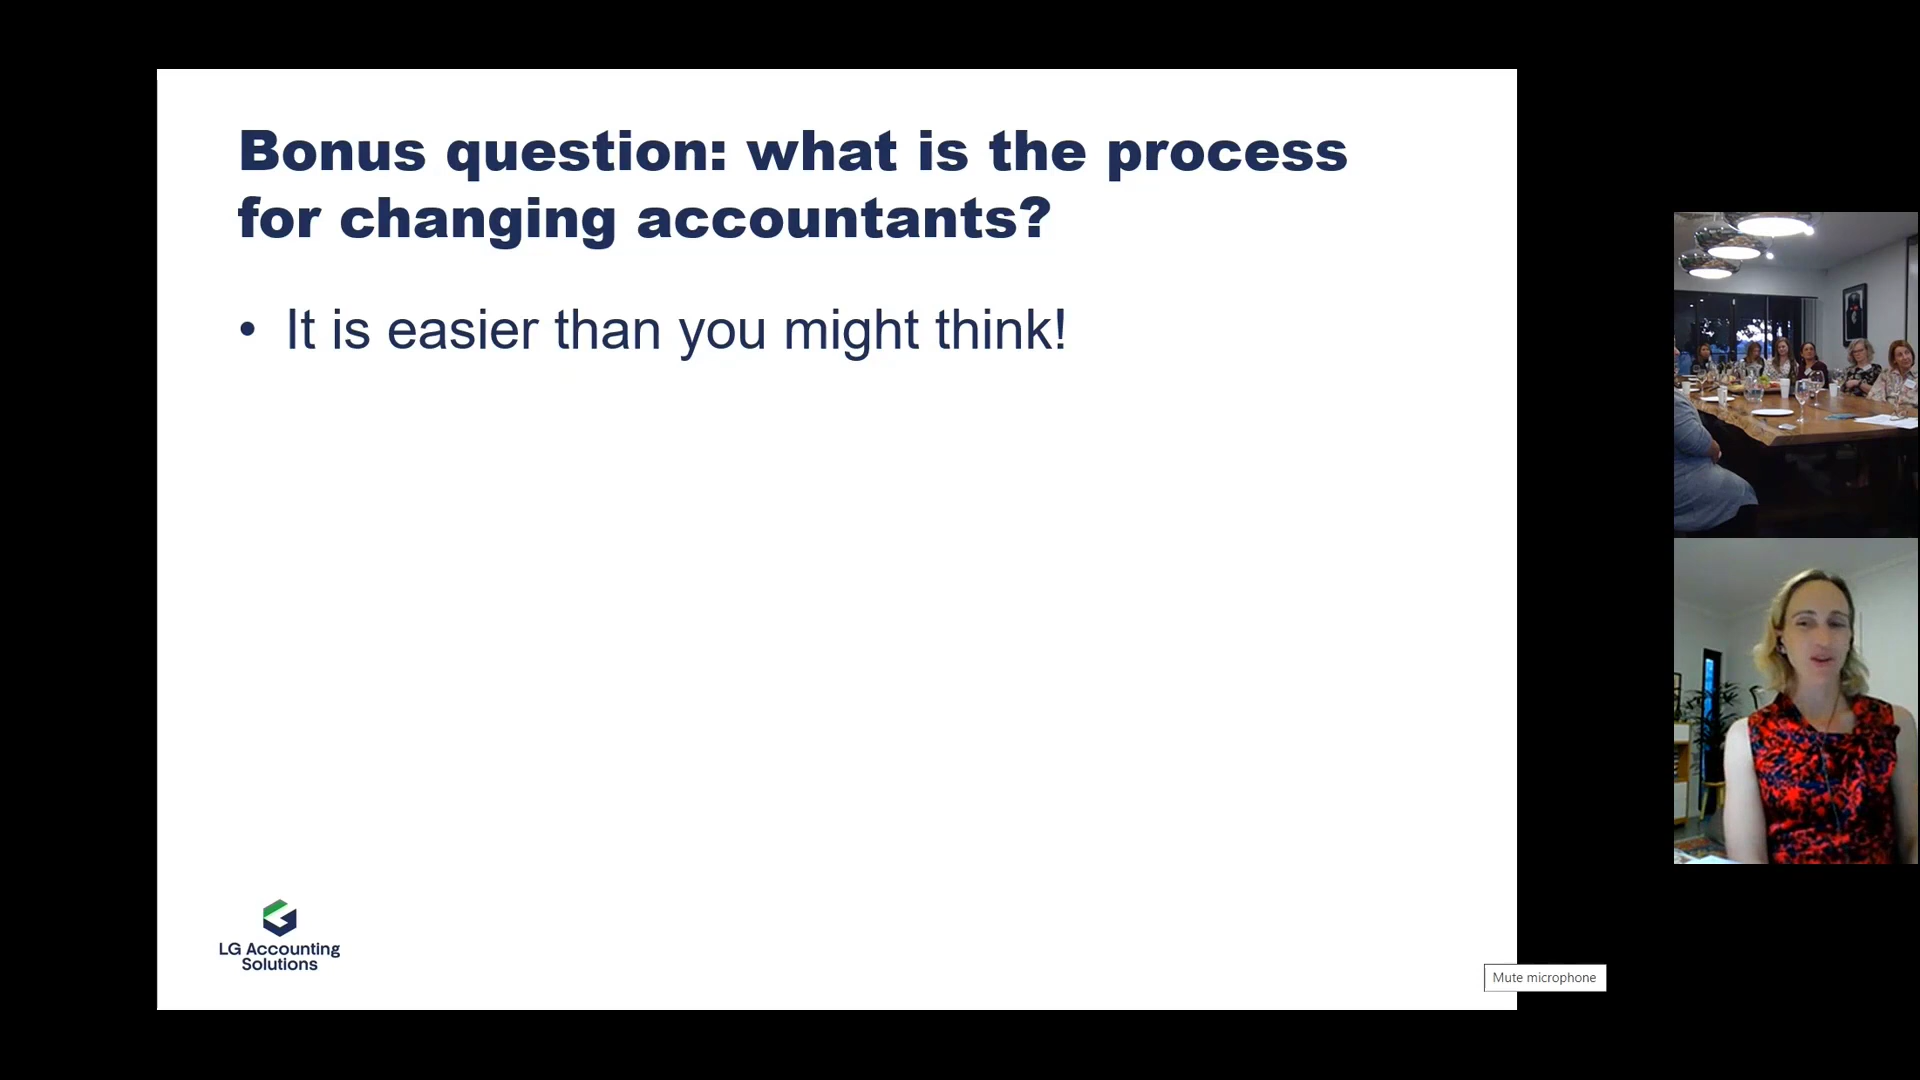 Bonus question: what is the process
for changing accountants?
• It is easier than you might think!
LG Accounting
Solutions
Mute microphone